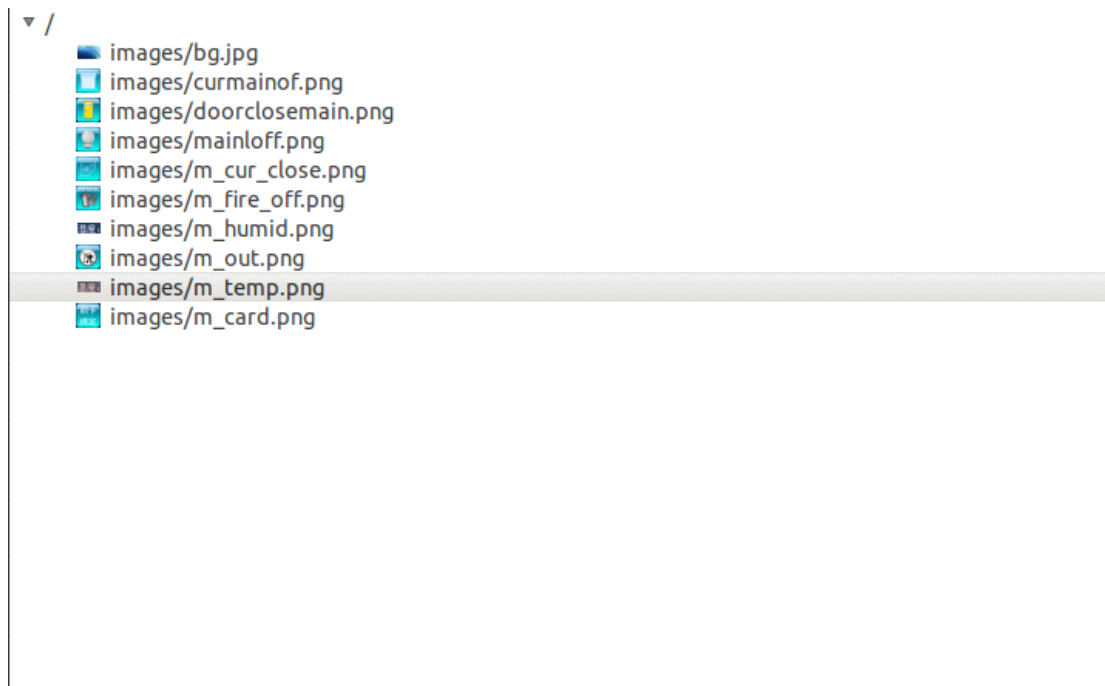 /
images/bg.jpg
images/curmainof.png
images/doorclosemain.png
images/mainloff.png
images/m_cur_close.png
images/m_fire_off.png
images/m_humid.png
images/m_out.png
images/m_temp.png
images/m_card.png